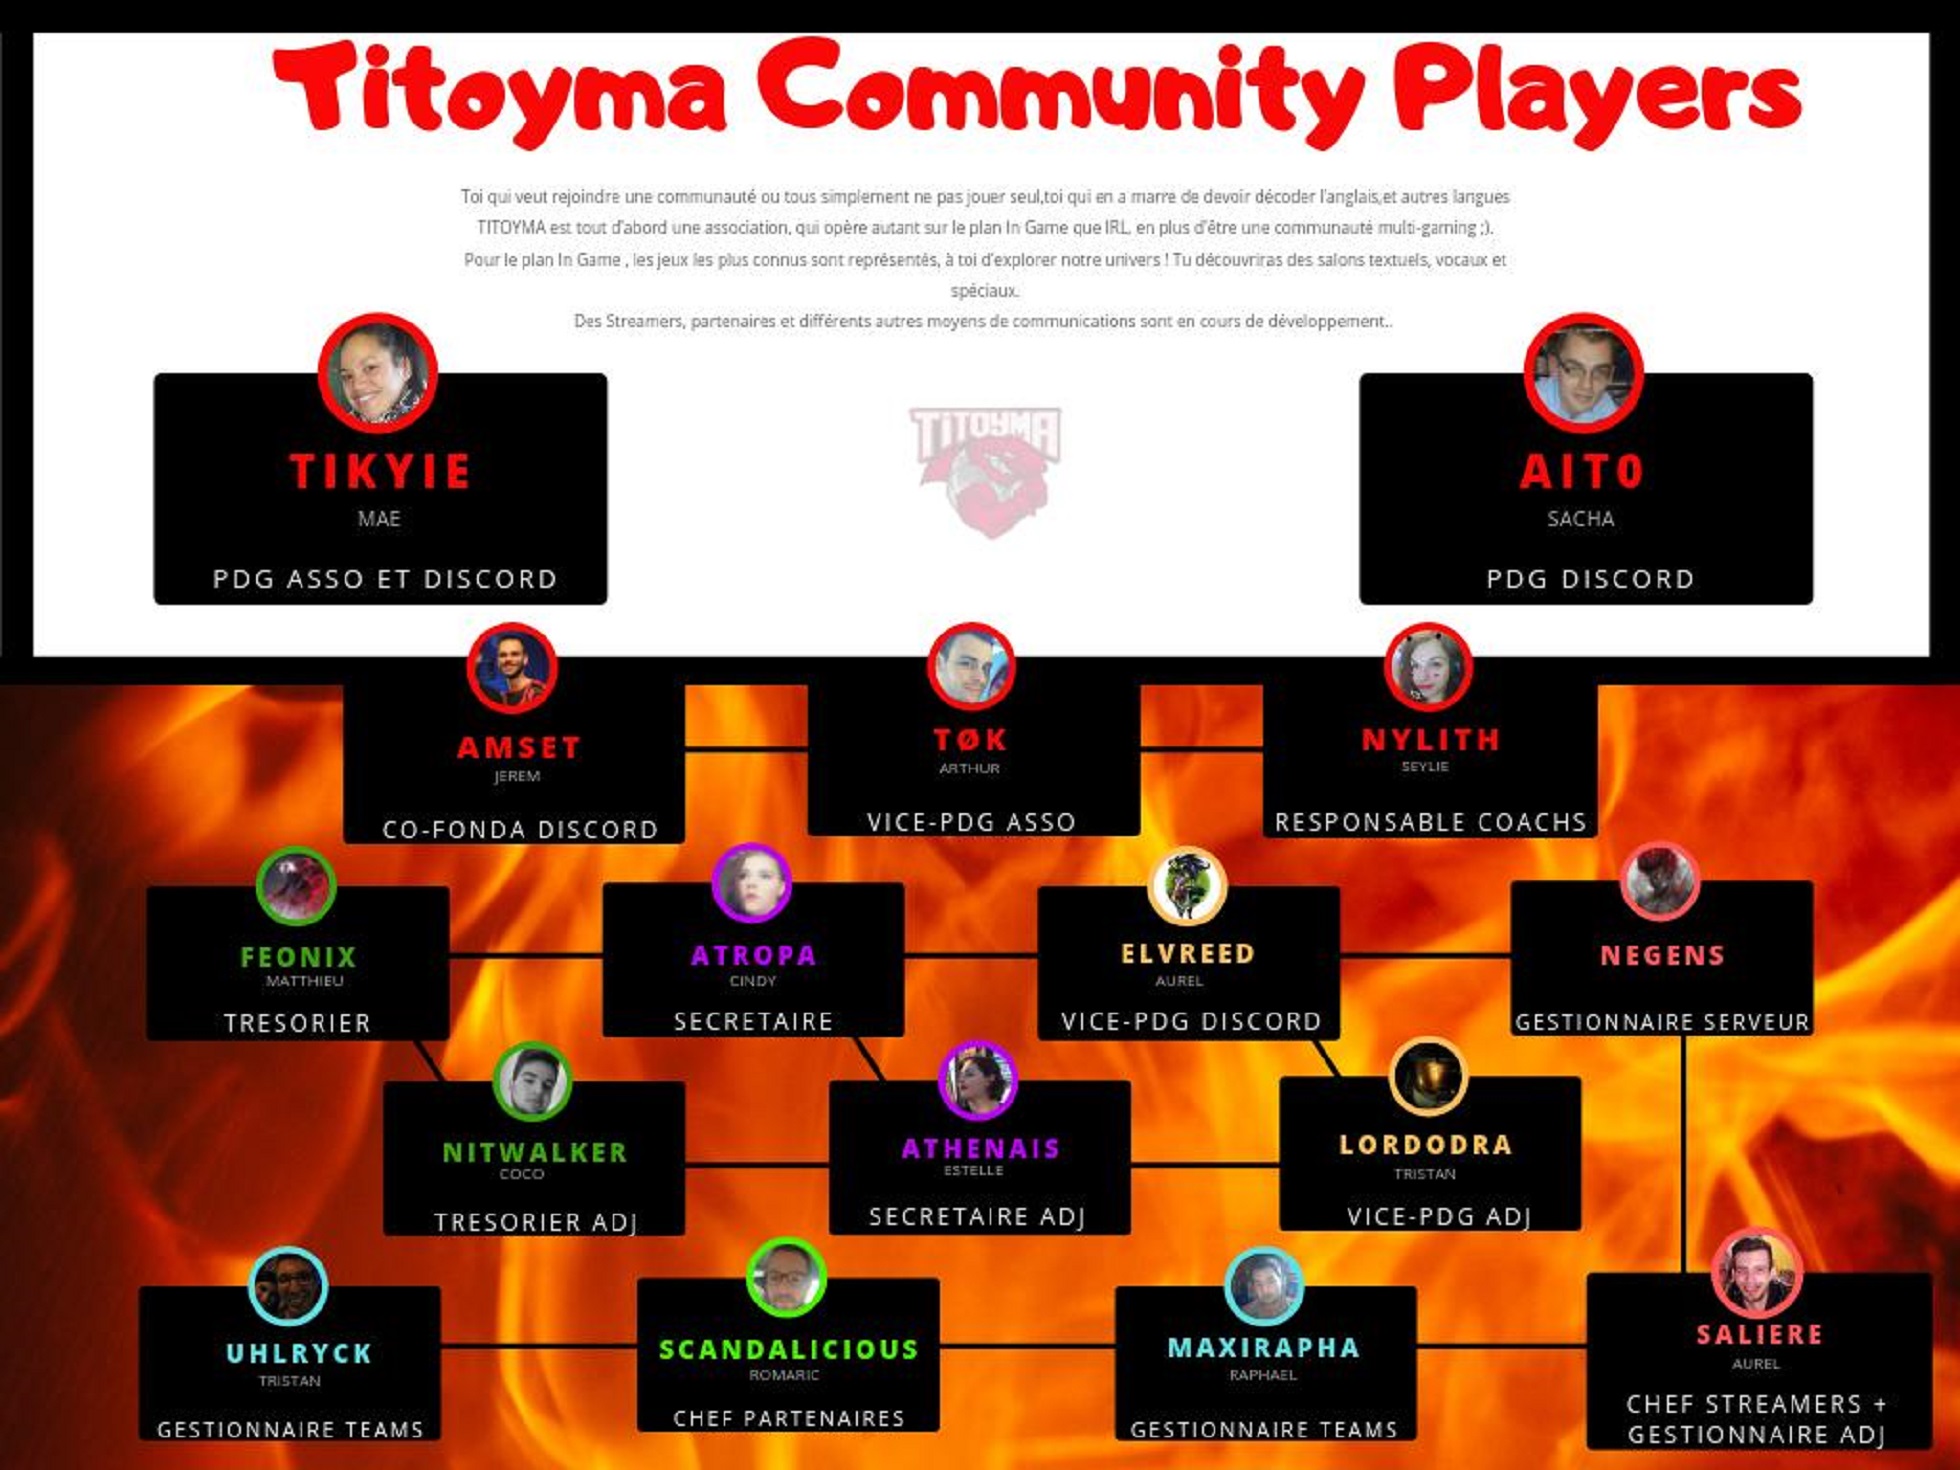 Titoyma Community Players
Toi qui veut rejoindre une communauté ou tous simplement ne pas jouer seul,toi qui en a marre de devoir décoder l'anglais,et autres langues
TITOYMA est tout d'abord une association, qui opère autant sur le plan In Game que IRL, en plus d'être une communauté multi-gaming ;).
Pour le plan In Game , les jeux les plus connus sont représentés, à toi d'explorer notre univers ! Tu découvriras des salons textuels, vocaux et
spéciaux.
Des Streamers, partenaires et différents autres moyens de communications sont en cours de développement..
TIKYIE
MAE
PDG ASSO ET DISCORD
TITOYMA
AIT0
SACHA
PDG DISCORD
AMSET
JEREM
CO-FONDA DISCORD
TØK
ARTHUR
VICE-PDG ASSO
NYLITH
SEYLIE
RESPONSABLE COACHS
FEONIX
MATTHIEU
TRESORIER
ATROPA
CINDY
SECRETAIRE
ELVREED
AUREL
VICE-PDG DISCORD
NEGENS
GESTIONNAIRE SERVEUR
NITWALKER
COCO
TRESORIER ADJ
ATHENAIS
ESTELLE
SECRETAIRE ADJ
LORDODRA
TRISTAN
VICE-PDG ADJ
UHLRYCK
TRISTAN
GESTIONNAIRE TEAMS
SCANDALICIOUS
ROMARIC
CHEF PARTENAIRES
MAXIRAPHA
RAPHAEL
GESTIONNAIRE TEAMS
SALIERE
AUREL
CHEF STREAMERS +
GESTIONNAIRE ADJ